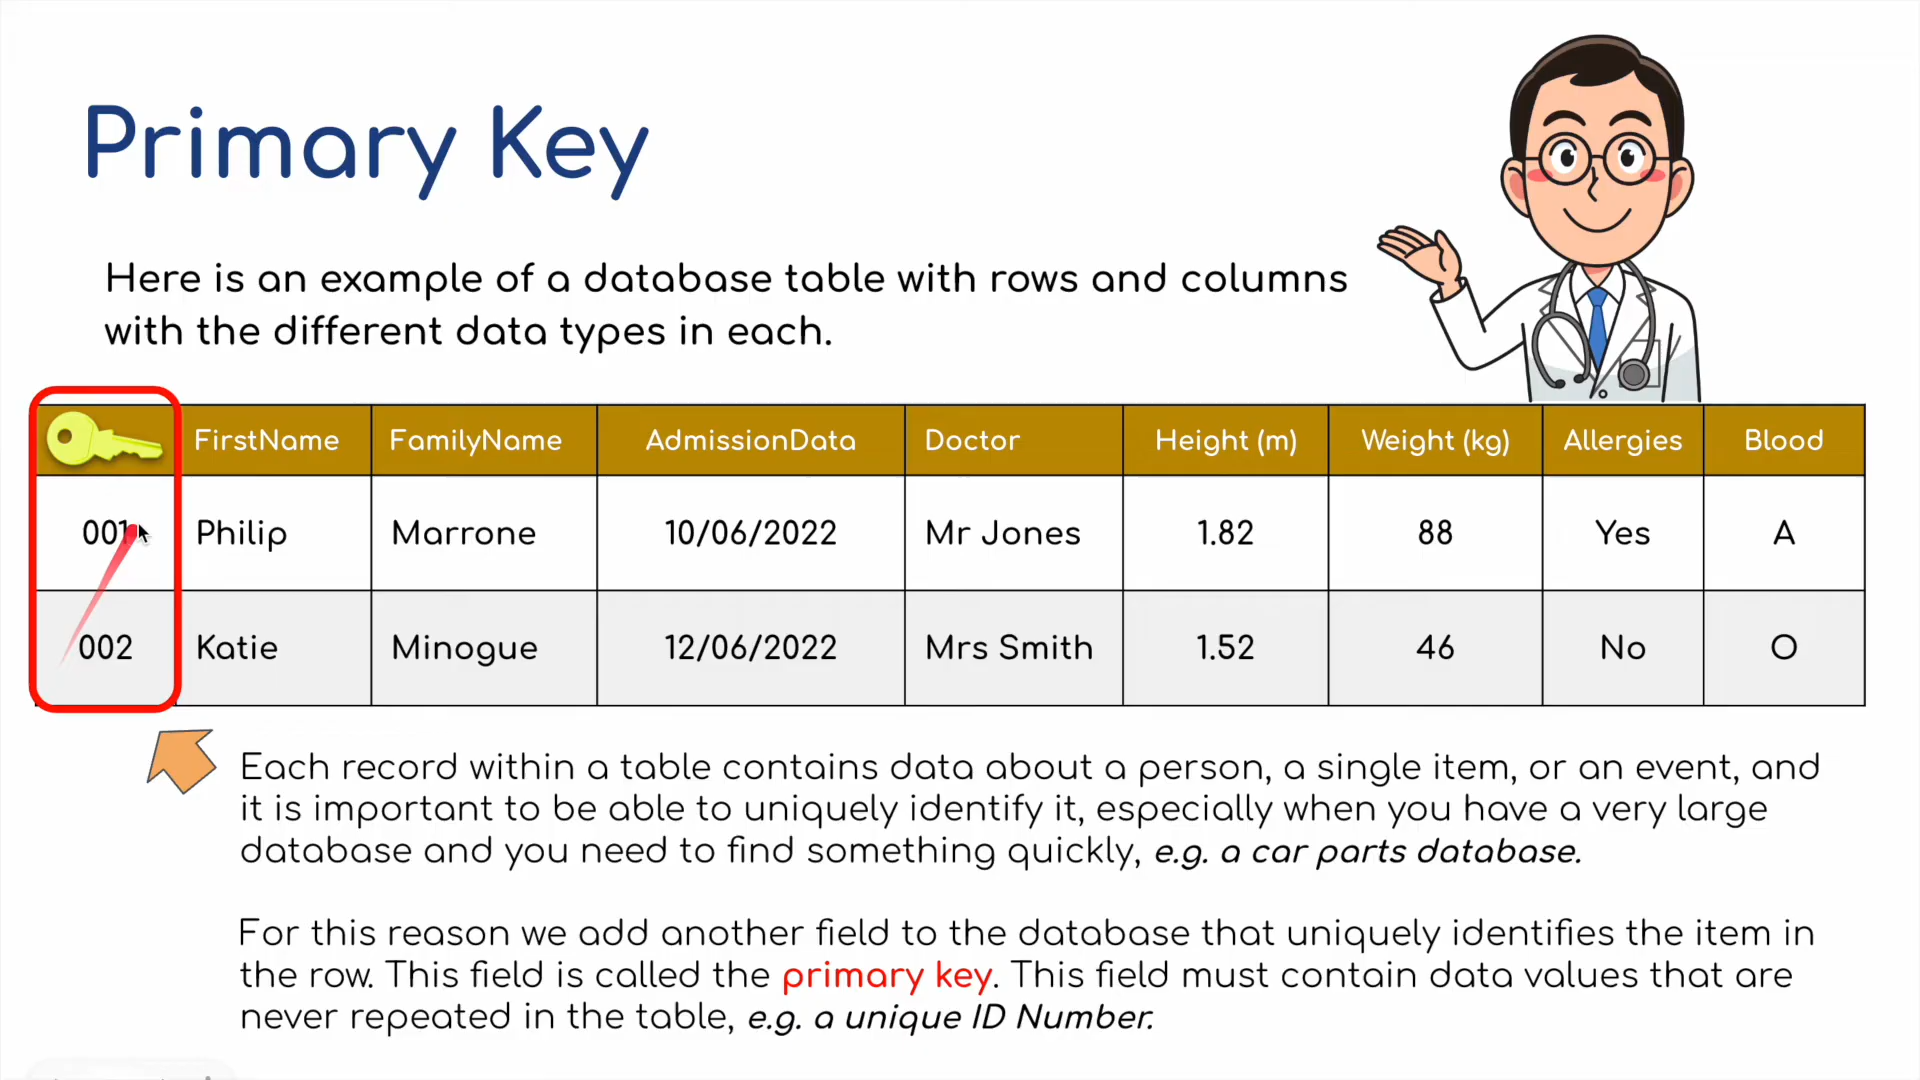 Primary Key
Here is an example of a database table with rows and columns
with the different data types in each.
FirstName FamilyName AdmissionData Doctor Height (m) Weight (kg) Allergies Blood
001 Philip Marrone 10/06/2022 Mr Jones 1.82 88 Yes A
002 Katie Minogue 12/06/2022 Mrs Smith 1.52 46 No O
Each record within a table contains data about a person, a single item, or an event, and
it is important to be able to uniquely identify it, especially when you have a very large
database and you need to find something quickly, e.g. a car parts database.
For this reason we add another field to the database that uniquely identifies the item in
the row. This field is called the primary key. This field must contain data values that are
never repeated in the table, e.g. a unique ID Number.